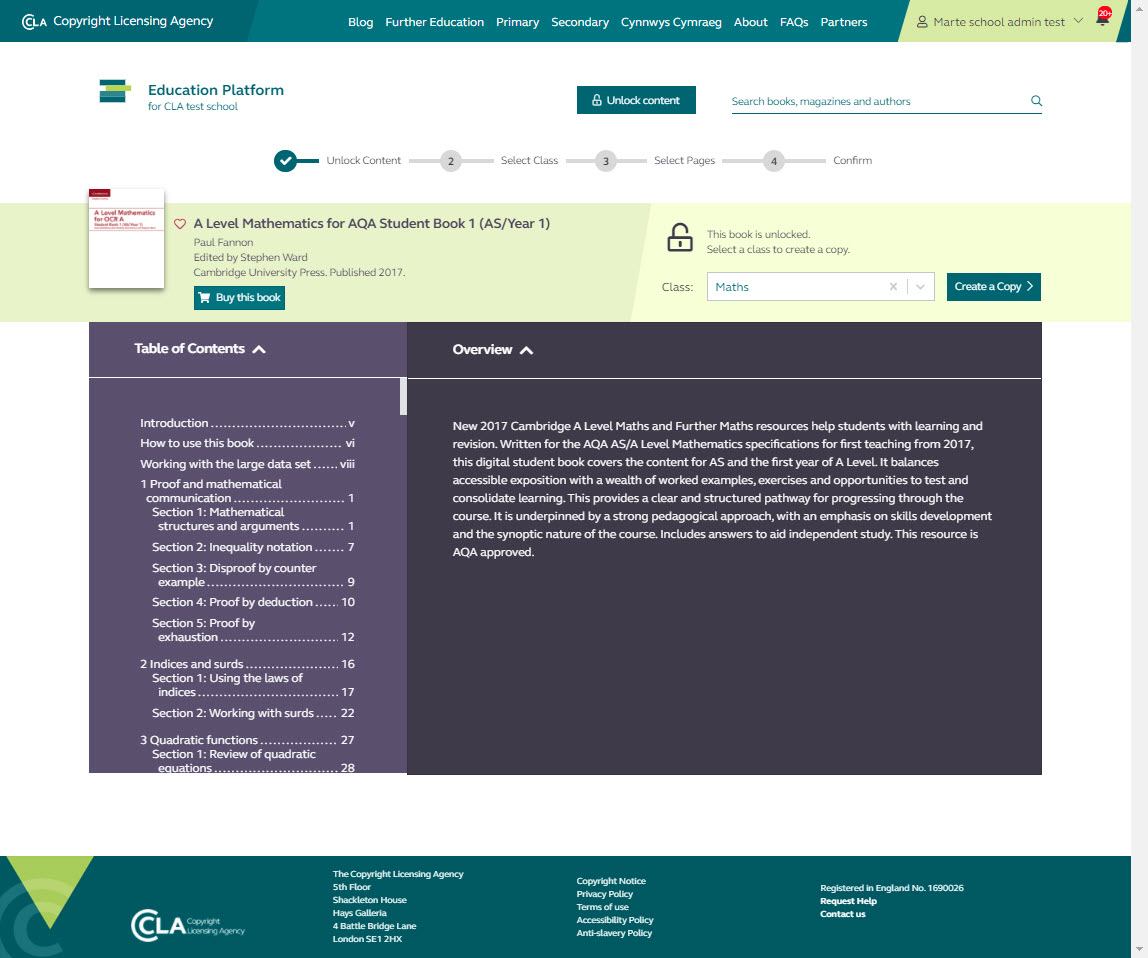 CLA Copyright Licensing Agency
Blog Further Education Primary Secondary Cynnwys Cymraeg About FAQs Partners
Marte school admin test
20+
Education Platform
for CLA test school
Unlock content
Search books, magazines and authors
Unlock Content 2 Select Class 3 Select Pages 4 Confirm
A Level Mathematics
for OCR A
Student Book 1 (AS/Year 1)
A Level Mathematics for AQA Student Book 1 (AS/Year 1)
Paul Fannon
Edited by Stephen Ward
Cambridge University Press. Published 2017.
Buy this book
This book is unlocked.
Select a class to create a copy.
Class: Maths
Create a Copy
Table of Contents
Introduction .............................. v
How to use this book ................... vi
Working with the large data set ...... viii
1 Proof and mathematical
communication ........................ 1
Section 1: Mathematical
structures and arguments .......... 1
Section 2: Inequality notation ....... 7
Section 3: Disproof by counter
example .............................. 9
Section 4: Proof by deduction ..... 10
Section 5: Proof by
exhaustion ......................... 12
2 Indices and surds .................... 16
Section 1: Using the laws of
indices .............................. 17
Section 2: Working with surds ..... 22
3 Quadratic functions ................. 27
Section 1: Review of quadratic
equations ........................... 28
Overview
New 2017 Cambridge A Level Maths and Further Maths resources help students with learning and
revision. Written for the AQA AS/A Level Mathematics specifications for first teaching from 2017,
this digital student book covers the content for AS and the first year of A Level. It balances
accessible exposition with a wealth of worked examples, exercises and opportunities to test and
consolidate learning. This provides a clear and structured pathway for progressing through the
course. It is underpinned by a strong pedagogical approach, with an emphasis on skills development
and the synoptic nature of the course. Includes answers to aid independent study. This resource is
AQA approved.
CLA Copyright
Licensing Agency
The Copyright Licensing Agency
5th Floor
Shackleton House
Hays Galleria
4 Battle Bridge Lane
London SE1 2HX
Copyright Notice
Privacy Policy
Terms of use
Accessibility Policy
Anti-slavery Policy
Registered in England No. 1690026
Request Help
Contact us